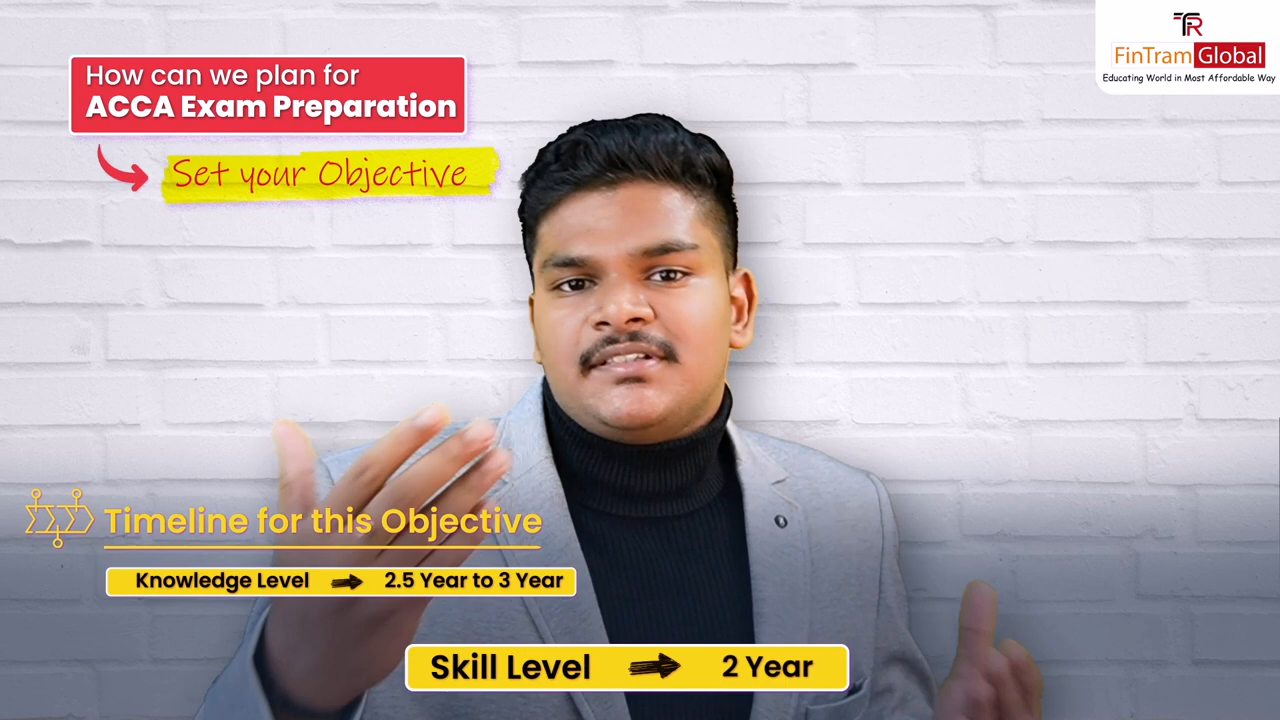 How can we plan for
ACCA Exam Preparation
Set your Objective
TR
FinTram Global
Educating World in Most Affordable Way
Timeline for this Objective
Knowledge Level 2.5 Year to 3 Year
Skill Level 2 Year